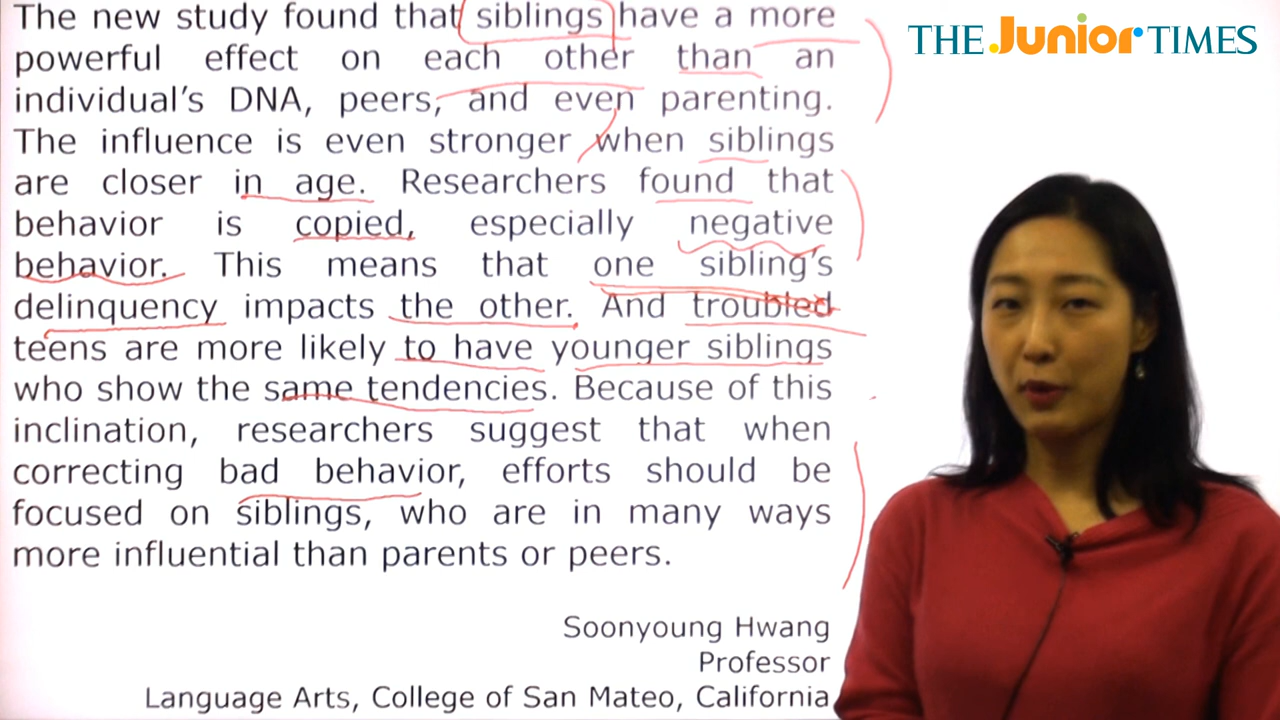 The new study found that siblings have a more
powerful effect on each other than an
individual's DNA, peers, and even parenting.
The influence is even stronger when siblings
are closer in age. Researchers found that
behavior is copied, especially negative
behavior. This means that one sibling's
delinquency impacts the other. And troubled
teens are more likely to have younger siblings
who show the same tendencies. Because of this
inclination, researchers suggest that when
correcting bad behavior, efforts should be
focused on siblings, who are in many ways
more influential than parents or peers.
Soonyoung Hwang
Professor
Language Arts, College of San Mateo, California
THE Junior TIMES